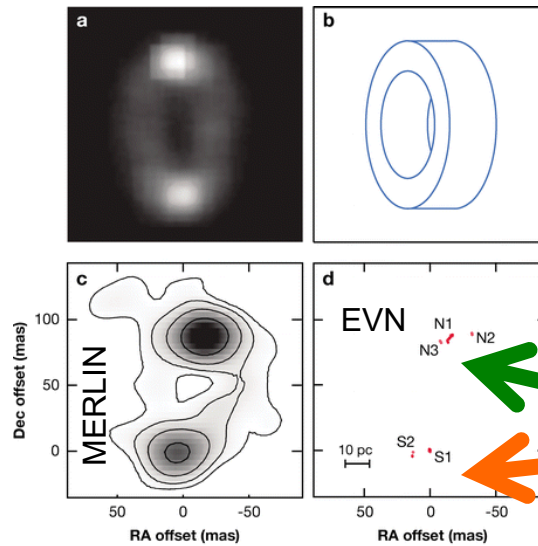 a
b
c
d
MERLIN
EVN
N1
N2
N3
S2
S1
10 pc
Dec offset (mas)
100
50
0
50
0
-50
50
0
-50
RA offset (mas)
RA offset (mas)